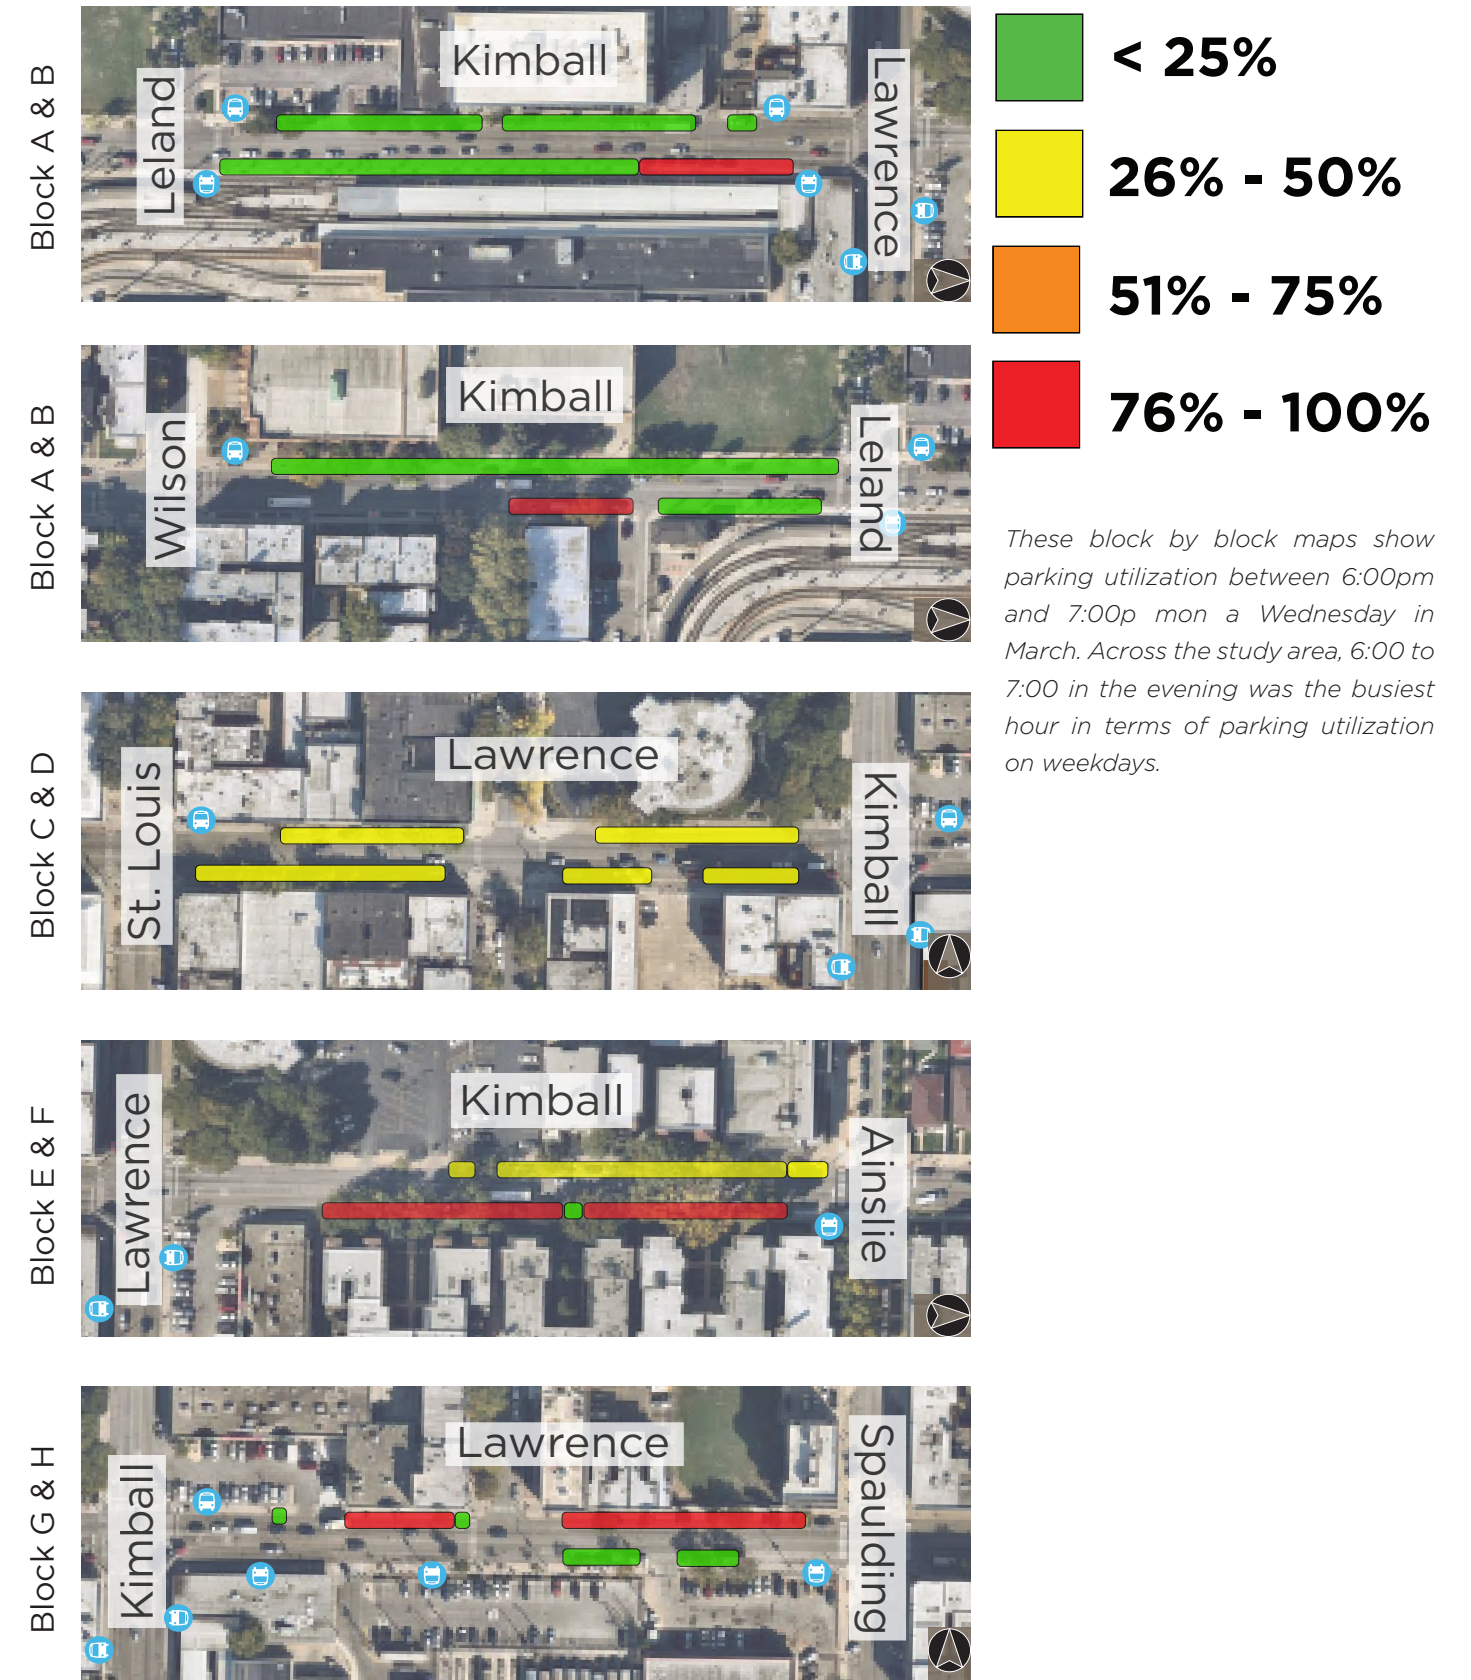 Block A & B
Leland
Kimball
Lawrence
Block A & B
Wilson
Kimball
Leland
Block C & D
St. Louis
Lawrence
Kimball
Block E & F
Lawrence
Kimball
Ainslie
Block G & H
Kimball
Lawrence
Spaulding
< 25%
26% - 50%
51% - 75%
76% - 100%
These block by block maps show
parking utilization between 6:00pm
and 7:00p mon a Wednesday in
March. Across the study area, 6:00 to
7:00 in the evening was the busiest
hour in terms of parking utilization
on weekdays.